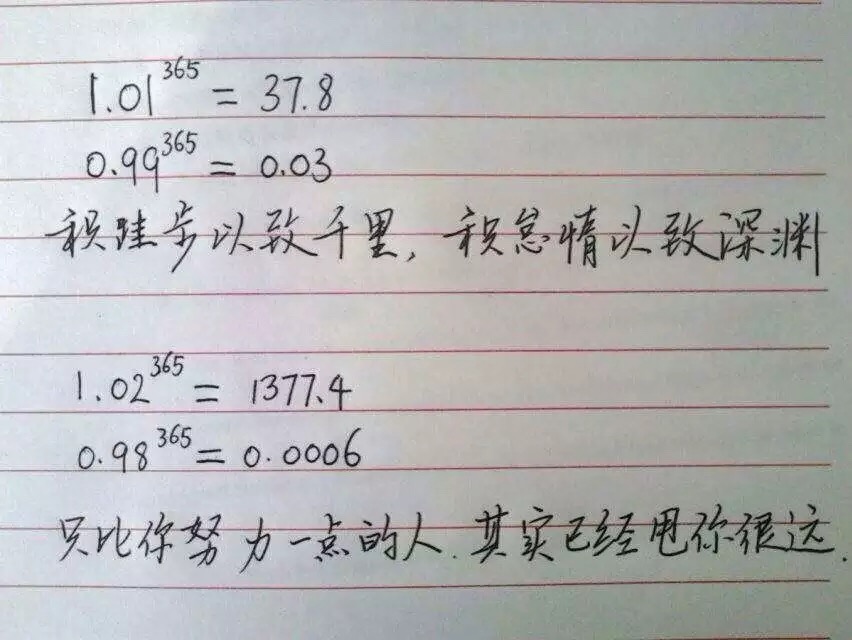 1.01^365 = 37.8
0.99^365 = 0.03
积跬步以致千里, 积怠惰以致深渊
1.02^365 = 1377.4
0.98^365 = 0.0006
只比你努力一点的人.其实已经甩你很远.